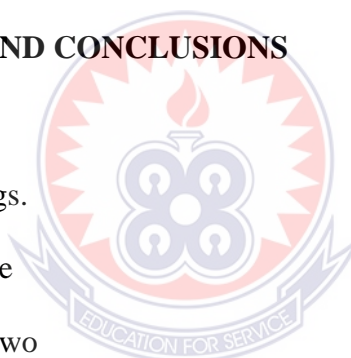 ND CONCLUSIONS
gs.
e
wo
EDUCATION FOR SERVICE